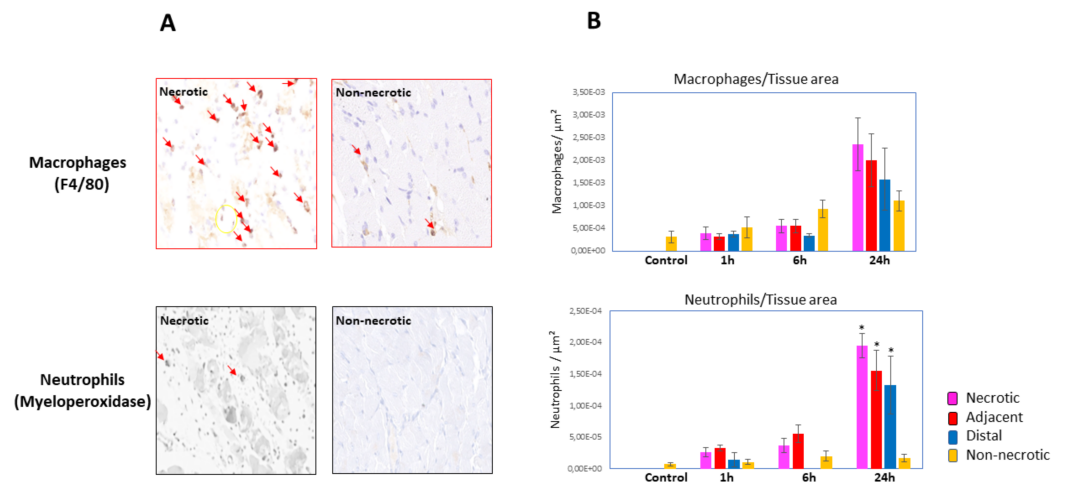 A
B
Necrotic
Non-necrotic
Macrophages
(F4/80)
Macrophages/Tissue area
Macrophages/ µm²
3,50E-03
3,00E-03
2,50E-03
2,00E-03
1,50E-03
1,00E-03
5,00E-04
0,00E+00
Control
1h
6h
24h
Necrotic
Non-necrotic
Neutrophils
(Myeloperoxidase)
Neutrophils/Tissue area
Neutrophils / µm²
2,50E-04
2,00E-04
1,50E-04
1,00E-04
5,00E-05
0,00E+00
* * *
Control
1h
6h
24h
Necrotic
Adjacent
Distal
Non-necrotic